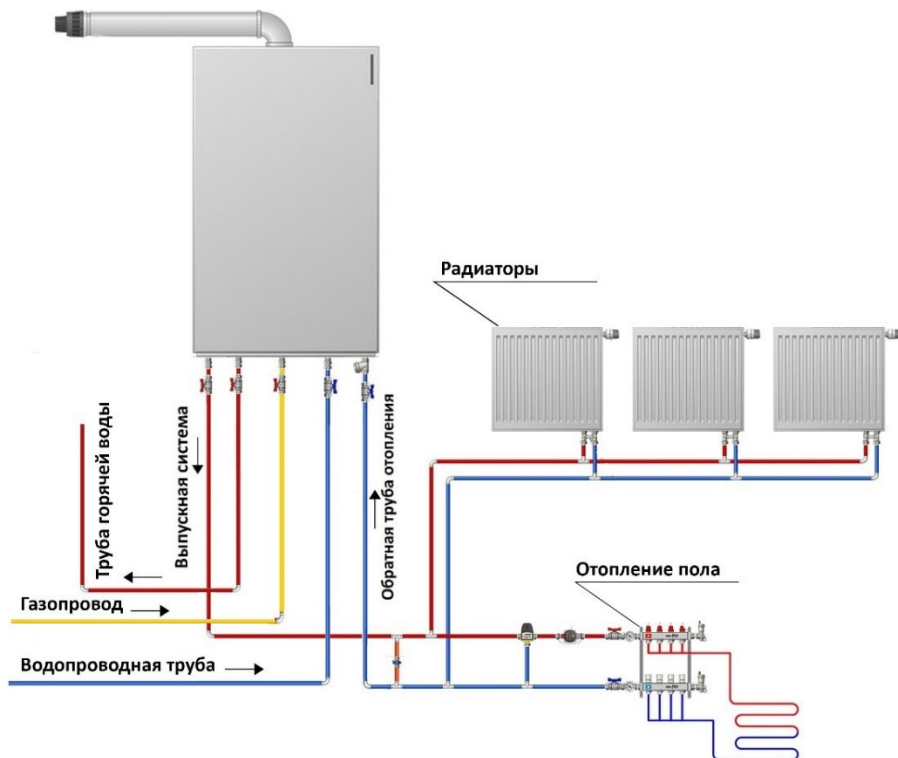 Радиаторы
Труба горячей воды
Выпускная система
Обратная труба отопления
Газопровод
Отопление пола
Водопроводная труба